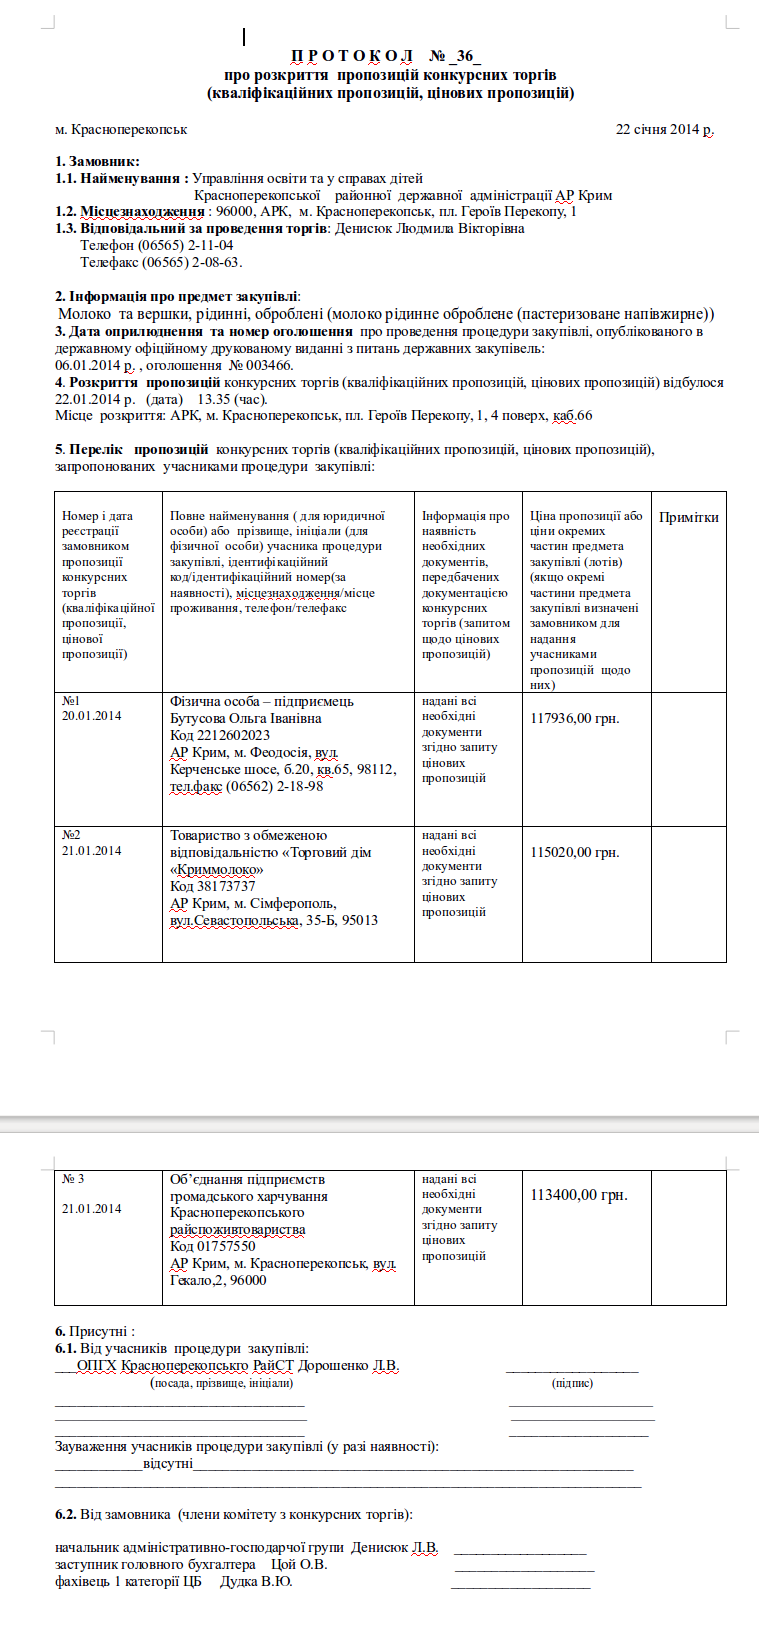 П Р О Т О К О Л № _36_
про розкриття пропозицій конкурсних торгів
(кваліфікаційних пропозицій, цінових пропозицій)
м. Красноперекопськ 22 січня 2014 р.
1. Замовник:
1.1. Найменування : Управління освіти та у справах дітей
Красноперекопської районної державної адміністрації АР Крим
1.2. Місцезнаходження : 96000, АРК, м. Красноперекопськ, пл. Героїв Перекопу, 1
1.3. Відповідальний за проведення торгів: Денисюк Людмила Вікторівна
Телефон (06565) 2-11-04
Телефакс (06565) 2-08-63.
2. Інформація про предмет закупівлі:
Молоко та вершки, рідинні, оброблені (молоко рідинне оброблене (пастеризоване напівжирне))
3. Дата оприлюднення та номер оголошення про проведення процедури закупівлі, опублікованого в
державному офіційному друкованому виданні з питань державних закупівель:
06.01.2014 р. , оголошення № 003466.
4. Розкриття пропозицій конкурсних торгів (кваліфікаційних пропозицій, цінових пропозицій) відбулося
22.01.2014 р. (дата) 13.35 (час).
Місце розкриття: АРК, м. Красноперекопськ, пл. Героїв Перекопу, 1, 4 поверх, каб.66
5. Перелік пропозицій конкурсних торгів (кваліфікаційних пропозицій, цінових пропозицій),
запропонованих учасниками процедури закупівлі:
Номер і дата
реєстрації
замовником
пропозиції
конкурсних
торгів
(кваліфікаційної
пропозиції,
цінової
пропозиції)
Повне найменування ( для юридичної
особи) або прізвище, ініціали (для
фізичної особи) учасника процедури
закупівлі, ідентифікаційний
код/ідентифікаційний номер(за
наявності), місцезнаходження/місце
проживання, телефон/телефакс
Інформація про
наявність
необхідних
документів,
передбачених
документацією
конкурсних
торгів (запитом
щодо цінових
пропозицій)
Ціна пропозиції або
ціни окремих
частин предмета
закупівлі (лотів)
(якщо окремі
частини предмета
закупівлі визначені
замовником для
надання
учасниками
пропозицій щодо
них)
Примітки
№1
20.01.2014
Фізична особа – підприємець
Бутусова Ольга Іванівна
Код 2212602023
АР Крим, м. Феодосія, вул.
Керченське шосе, б.20, кв.65, 98112,
тел.факс (06562) 2-18-98
надані всі
необхідні
документи
згідно запиту
цінових
пропозицій
117936,00 грн.
№2
21.01.2014
Товариство з обмеженою
відповідальністю «Торговий дім
«Криммолоко»
Код 38173737
АР Крим, м. Сімферополь,
вул.Севастопольська, 35-Б, 95013
надані всі
необхідні
документи
згідно запиту
цінових
пропозицій
115020,00 грн.
№ 3
21.01.2014
Об’єднання підприємств
громадського харчування
Красноперекопського
райспоживтовариства
Код 01757550
АР Крим, м. Красноперекопськ, вул.
Гекало,2, 96000
надані всі
необхідні
документи
згідно запиту
цінових
пропозицій
113400,00 грн.
6. Присутні :
6.1. Від учасників процедури закупівлі:
___ОПГХ Красноперекопськго РайСТ Дорошенко Л.В. __________________
(посада, прізвище, ініціали) (підпис)
Зауваження учасників процедури закупівлі (у разі наявності):
____________відсутні____________________________________________________________
6.2. Від замовника (члени комітету з конкурсних торгів):
начальник адміністративно-господарчої групи Денисюк Л.В. __________________
заступник головного бухгалтера Цой О.В. ___________________
фахівець 1 категорії ЦБ Дудка В.Ю. ___________________